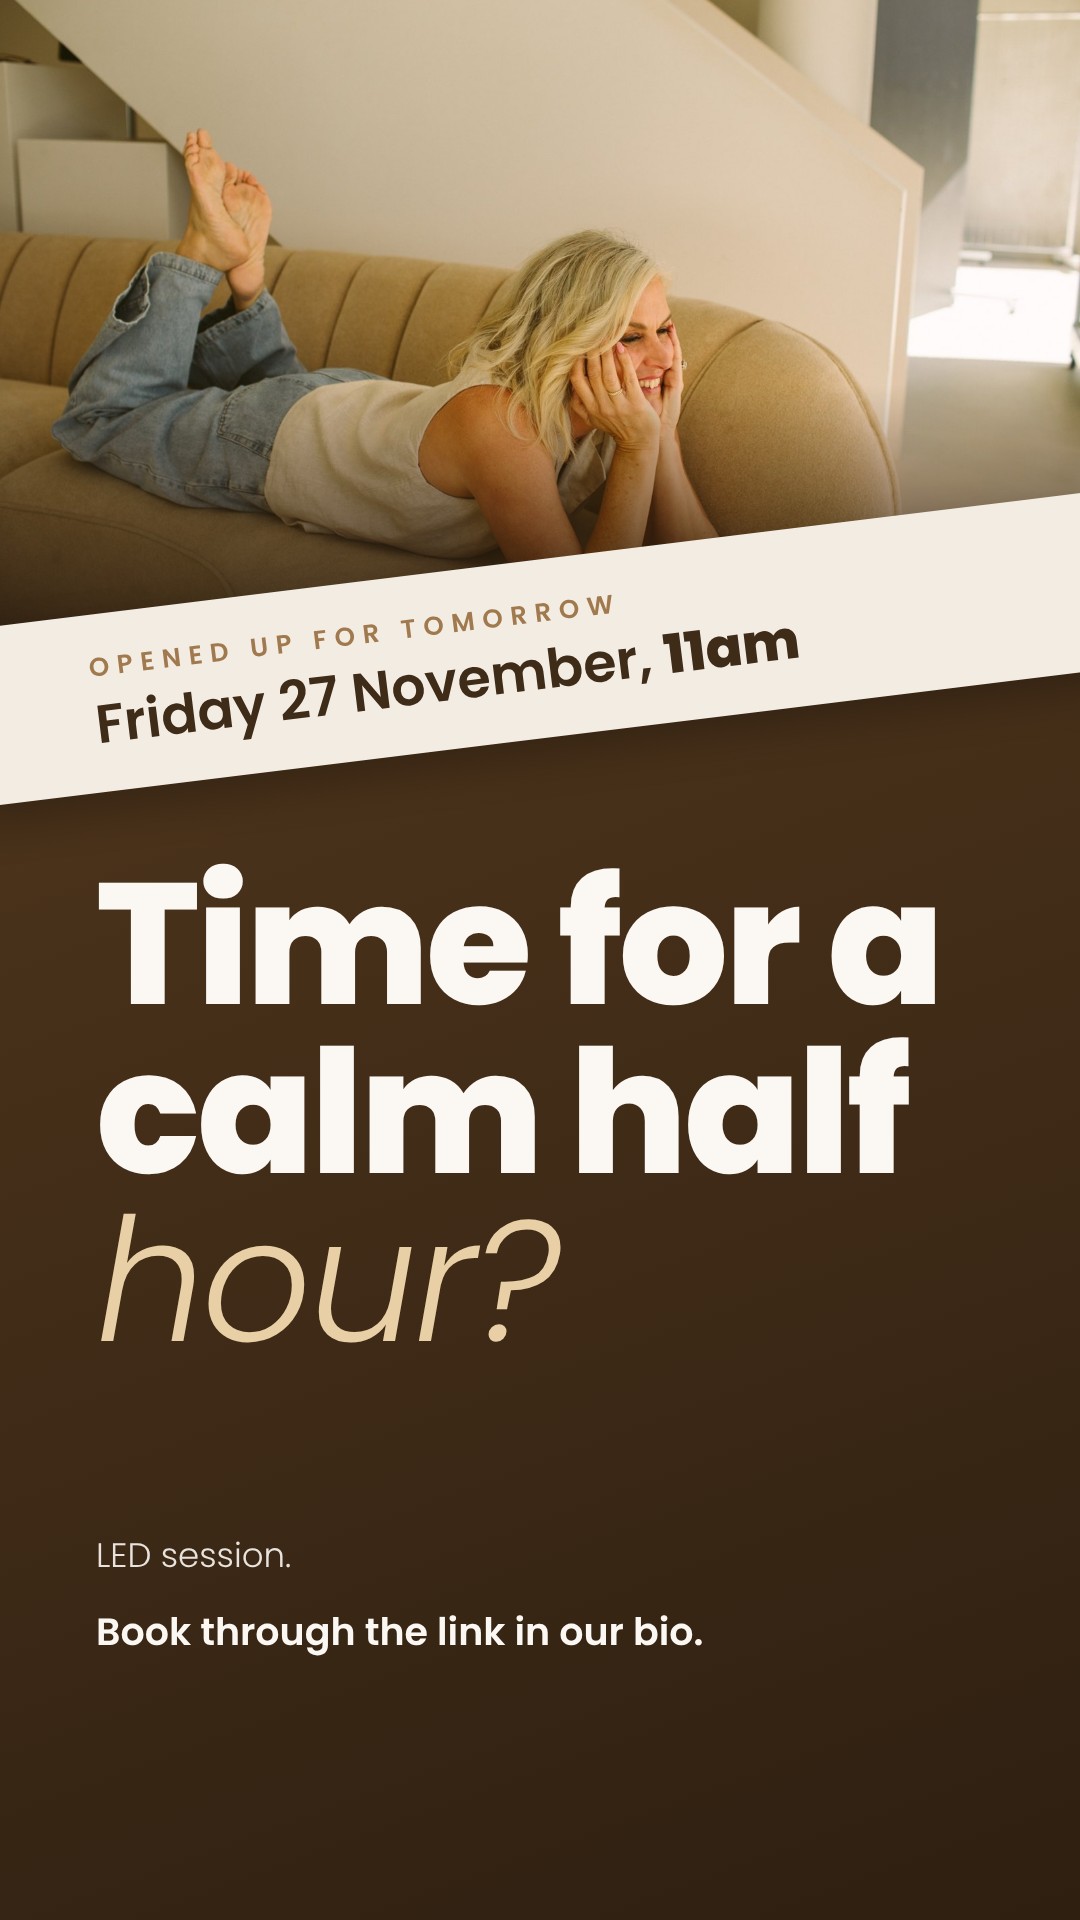 OPENED UP FOR TOMORROW
Friday 27 November, 11am
Time for a
calm half
hour?
LED session.
Book through the link in our bio.